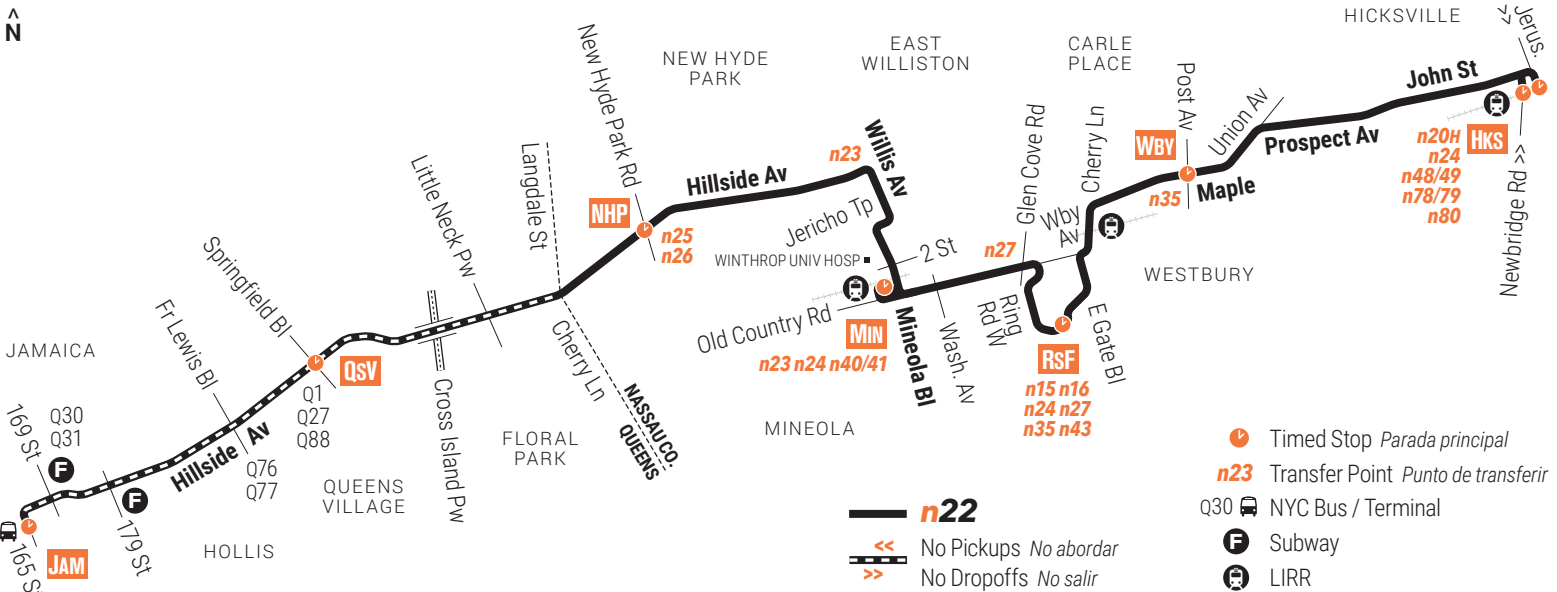 ^
N
JAMAICA
169 St
Q30
Q31
F
165 St
JAM
F
179 St
HOLLIS
Hillside Av
Fr Lewis Bl
Q76
Q77
Springfield Bl
QSV
Q1
Q27
Q88
QUEENS
VILLAGE
Cross Island Pw
Little Neck Pw
FLORAL
PARK
Langdale St
Cherry Ln
NASSAU CO.
QUEENS
New Hyde Park Rd
NHP
n25
n26
NEW HYDE
PARK
Hillside Av
n23
Willis Av
Jericho Tp
WINTHROP UNIV HOSP
2 St
Old Country Rd
MIN
n23 n24 n40/41
Mineola Bl
Wash. Av
MINEOLA
EAST
WILLISTON
n27
Glen Cove Rd
Ring
Rd W
RSF
n15 n16
n24 n27
n35 n43
E Gate Bl
Wby
Av
Cherry Ln
CARLE
PLACE
WBY
Post Av
n35
Maple
Union Av
WESTBURY
Prospect Av
John St
HICKSVILLE
<<
Jerus.
HKS
n20H
n24
n48/49
n78/79
n80
Newbridge Rd >>
n22
<< No Pickups No abordar
>> No Dropoffs No salir
Timed Stop Parada principal
n23 Transfer Point Punto de transferir
Q30 NYC Bus / Terminal
F Subway
LIRR